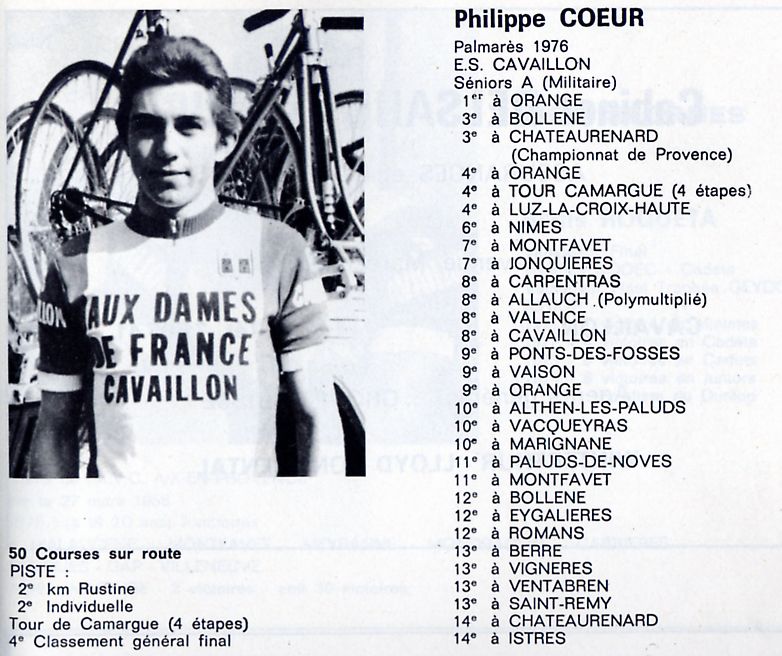 Philippe COEUR
Palmarès 1976
E.S. CAVAILLON
Séniors A (Militaire)
1er à ORANGE
3e à BOLLENE
3e à CHATEAURENARD
(Championnat de Provence)
4e à ORANGE
4e à TOUR CAMARGUE (4 étapes)
4e à LUZ-LA-CROIX-HAUTE
6e à NIMES
7e à MONTFAVET
7e à JONQUIERES
8e à CARPENTRAS
8e à ALLAUCH (Polymultiplié)
8e à VALENCE
8e à CAVAILLON
9e à PONTS-DES-FOSSES
9e à VAISON
9e à ORANGE
10e à ALTHEN-LES-PALUDS
10e à VACQUEYRAS
10e à MARIGNANE
11e à PALUDS-DE-NOVES
11e à MONTFAVET
12e à BOLLENE
12e à EYGALIERES
12e à ROMANS
13e à BERRE
13e à VIGNERES
13e à VENTABREN
13e à SAINT-REMY
14e à CHATEAURENARD
14e à ISTRES
AUX DAMES
DE FRANCE
CAVAILLON
50 Courses sur route
PISTE :
2e km Rustine
2e Individuelle
Tour de Camargue (4 étapes)
4e Classement général final